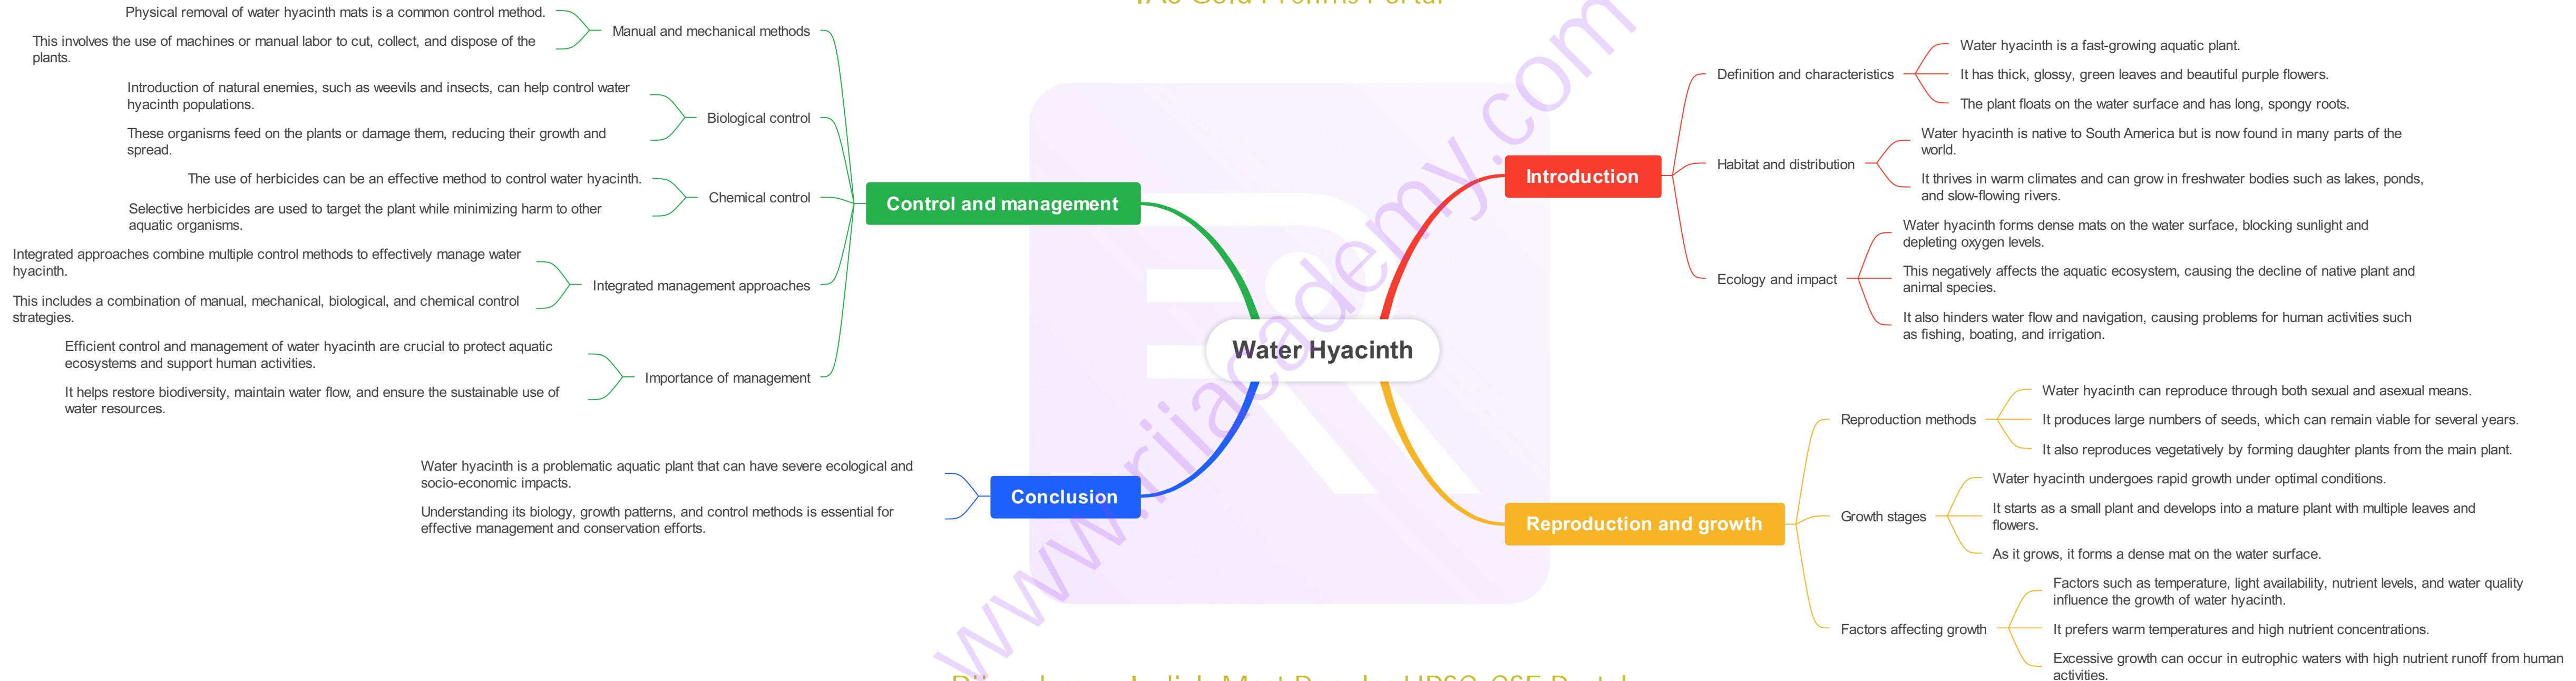 Water Hyacinth
Introduction
Definition and characteristics
Water hyacinth is a fast-growing aquatic plant.
It has thick, glossy, green leaves and beautiful purple flowers.
The plant floats on the water surface and has long, spongy roots.
Habitat and distribution
Water hyacinth is native to South America but is now found in many parts of the
world.
It thrives in warm climates and can grow in freshwater bodies such as lakes, ponds,
and slow-flowing rivers.
Ecology and impact
Water hyacinth forms dense mats on the water surface, blocking sunlight and
depleting oxygen levels.
This negatively affects the aquatic ecosystem, causing the decline of native plant and
animal species.
It also hinders water flow and navigation, causing problems for human activities such
as fishing, boating, and irrigation.
Reproduction and growth
Reproduction methods
Water hyacinth can reproduce through both sexual and asexual means.
It produces large numbers of seeds, which can remain viable for several years.
It also reproduces vegetatively by forming daughter plants from the main plant.
Growth stages
Water hyacinth undergoes rapid growth under optimal conditions.
It starts as a small plant and develops into a mature plant with multiple leaves and
flowers.
As it grows, it forms a dense mat on the water surface.
Factors affecting growth
Factors such as temperature, light availability, nutrient levels, and water quality
influence the growth of water hyacinth.
It prefers warm temperatures and high nutrient concentrations.
Excessive growth can occur in eutrophic waters with high nutrient runoff from human
activities.
Control and management
Manual and mechanical methods
Physical removal of water hyacinth mats is a common control method.
This involves the use of machines or manual labor to cut, collect, and dispose of the
plants.
Biological control
Introduction of natural enemies, such as weevils and insects, can help control water
hyacinth populations.
These organisms feed on the plants or damage them, reducing their growth and
spread.
Chemical control
The use of herbicides can be an effective method to control water hyacinth.
Selective herbicides are used to target the plant while minimizing harm to other
aquatic organisms.
Integrated management approaches
Integrated approaches combine multiple control methods to effectively manage water
hyacinth.
This includes a combination of manual, mechanical, biological, and chemical control
strategies.
Importance of management
Efficient control and management of water hyacinth are crucial to protect aquatic
ecosystems and support human activities.
It helps restore biodiversity, maintain water flow, and ensure the sustainable use of
water resources.
Conclusion
Water hyacinth is a problematic aquatic plant that can have severe ecological and
socio-economic impacts.
Understanding its biology, growth patterns, and control methods is essential for
effective management and conservation efforts.
www.riiacademy.com